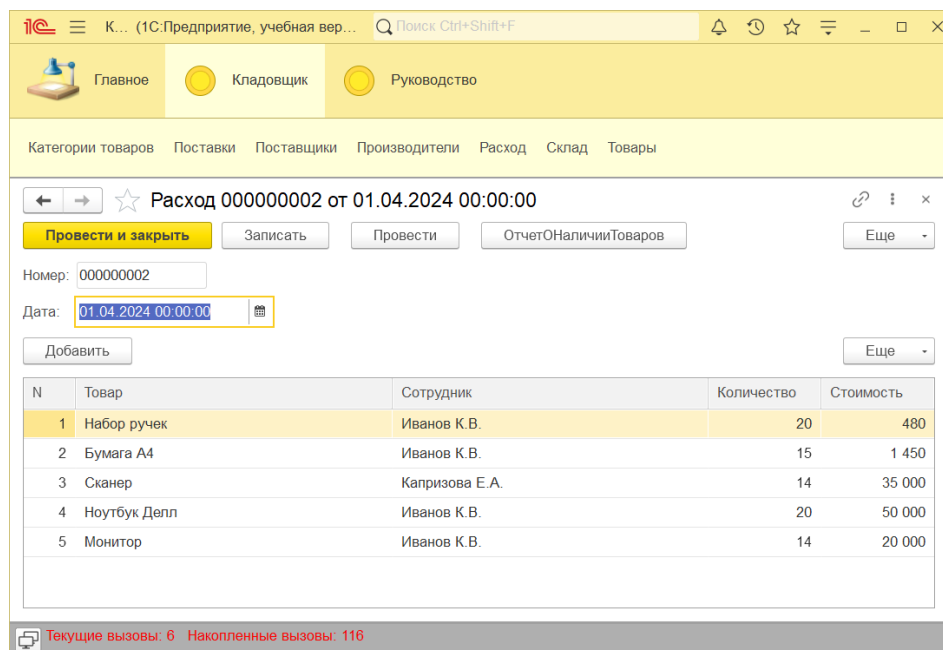 1С К... (1С:Предприятие, учебная вер... Поиск Ctrl+Shift+F
Главное Кладовщик Руководство
Категории товаров Поставки Поставщики Производители Расход Склад Товары
Расход 000000002 от 01.04.2024 00:00:00
Провести и закрыть Записать Провести ОтчетОНаличииТоваров Еще
Номер: 000000002
Дата: 01.04.2024 00:00:00
Добавить Еще
N Товар Сотрудник Количество Стоимость
1 Набор ручек Иванов К.В. 20 480
2 Бумага А4 Иванов К.В. 15 1 450
3 Сканер Капризова Е.А. 14 35 000
4 Ноутбук Делл Иванов К.В. 20 50 000
5 Монитор Иванов К.В. 14 20 000
Текущие вызовы: 6 Накопленные вызовы: 116